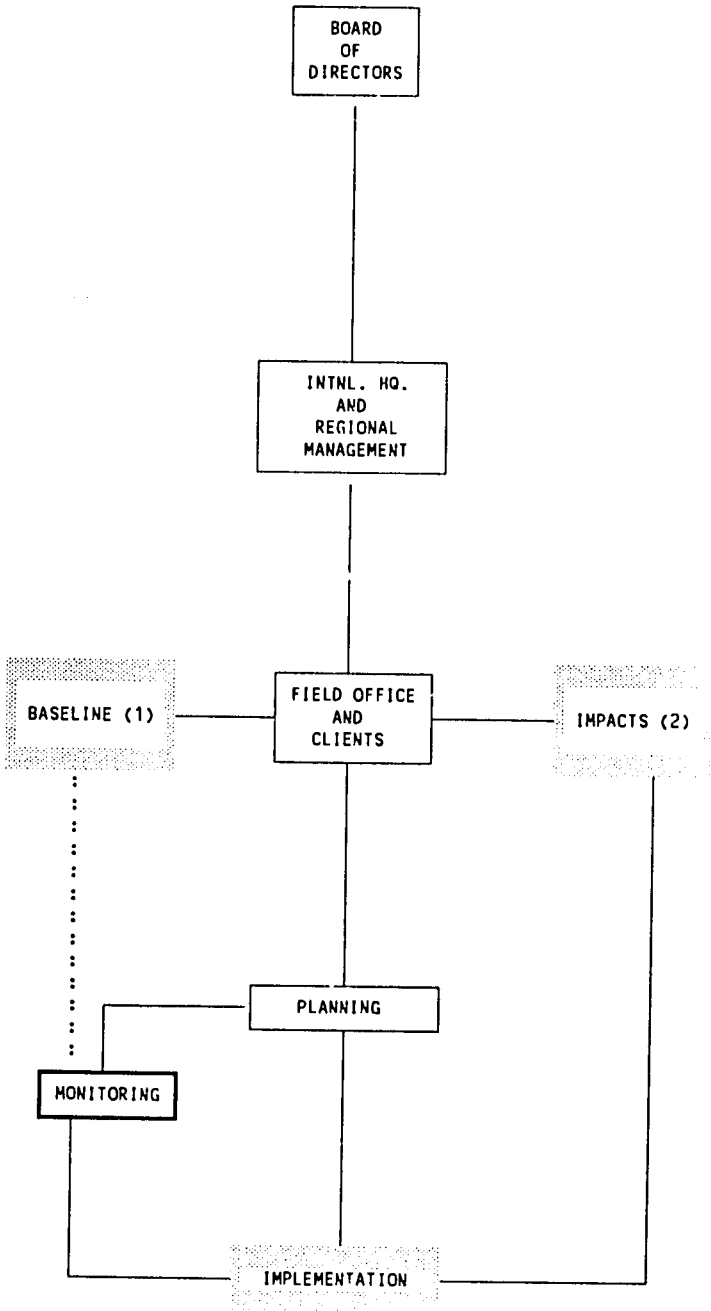 BOARD
OF
DIRECTORS
INTNL. HQ.
AND
REGIONAL
MANAGEMENT
BASELINE (1)
FIELD OFFICE
AND
CLIENTS
IMPACTS (2)
PLANNING
MONITORING
IMPLEMENTATION